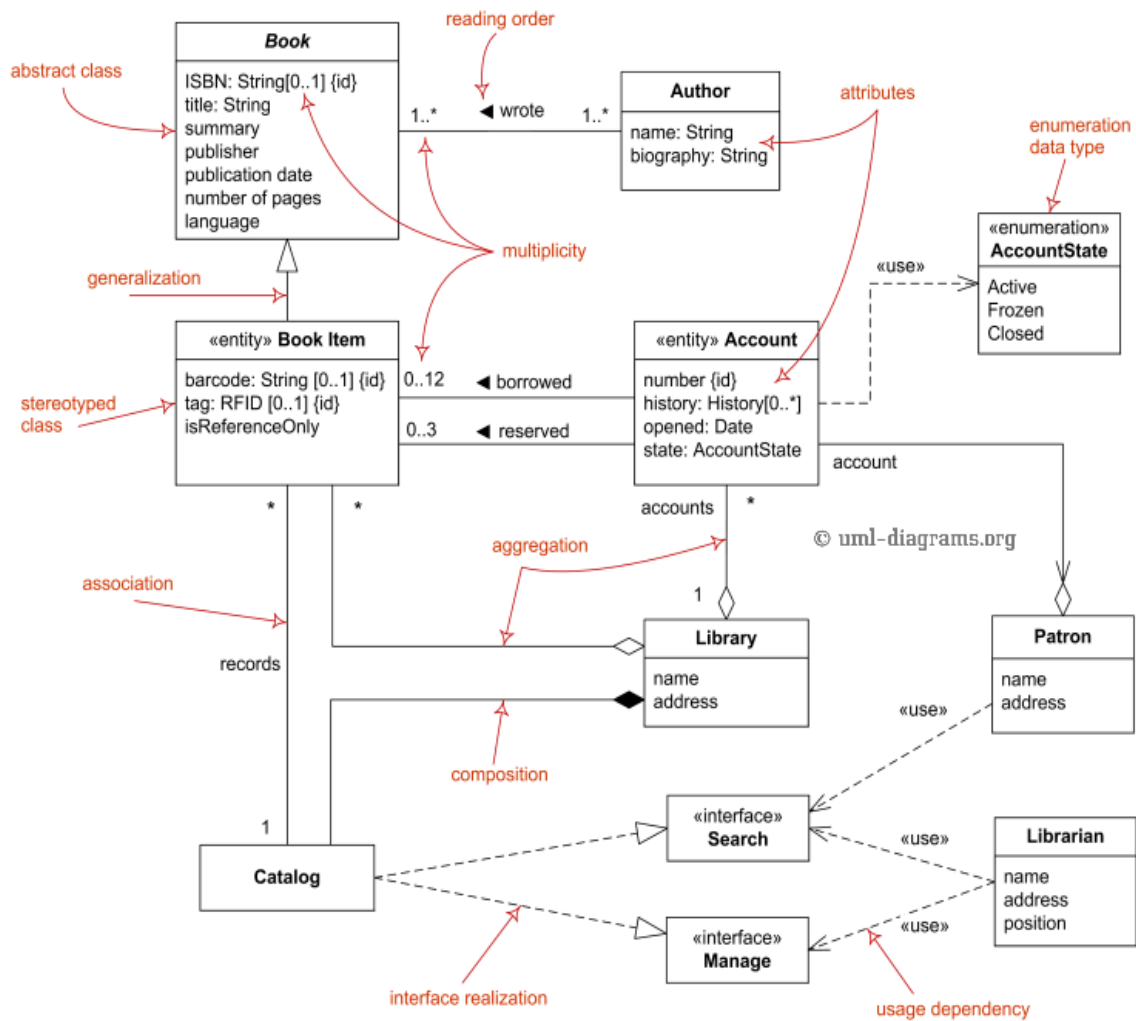 reading order
Book
abstract class
ISBN: String[0..1] {id}
title: String
summary
publisher
publication date
number of pages
language
1..*
◄ wrote
1..*
Author
name: String
biography: String
attributes
enumeration
data type
«enumeration»
AccountState
Active
Frozen
Closed
multiplicity
generalization
«use»
«entity» Book Item
barcode: String [0..1] {id}
tag: RFID [0..1] {id}
isReferenceOnly
stereotyped
class
0..12
◄ borrowed
0..3
◄ reserved
«entity» Account
number {id}
history: History[0..*]
opened: Date
state: AccountState
account
*
*
accounts
*
© uml-diagrams.org
aggregation
association
1
Library
name
address
Patron
name
address
records
«use»
composition
1
Catalog
«interface»
Search
«use»
Librarian
name
address
position
«interface»
Manage
«use»
interface realization
usage dependency